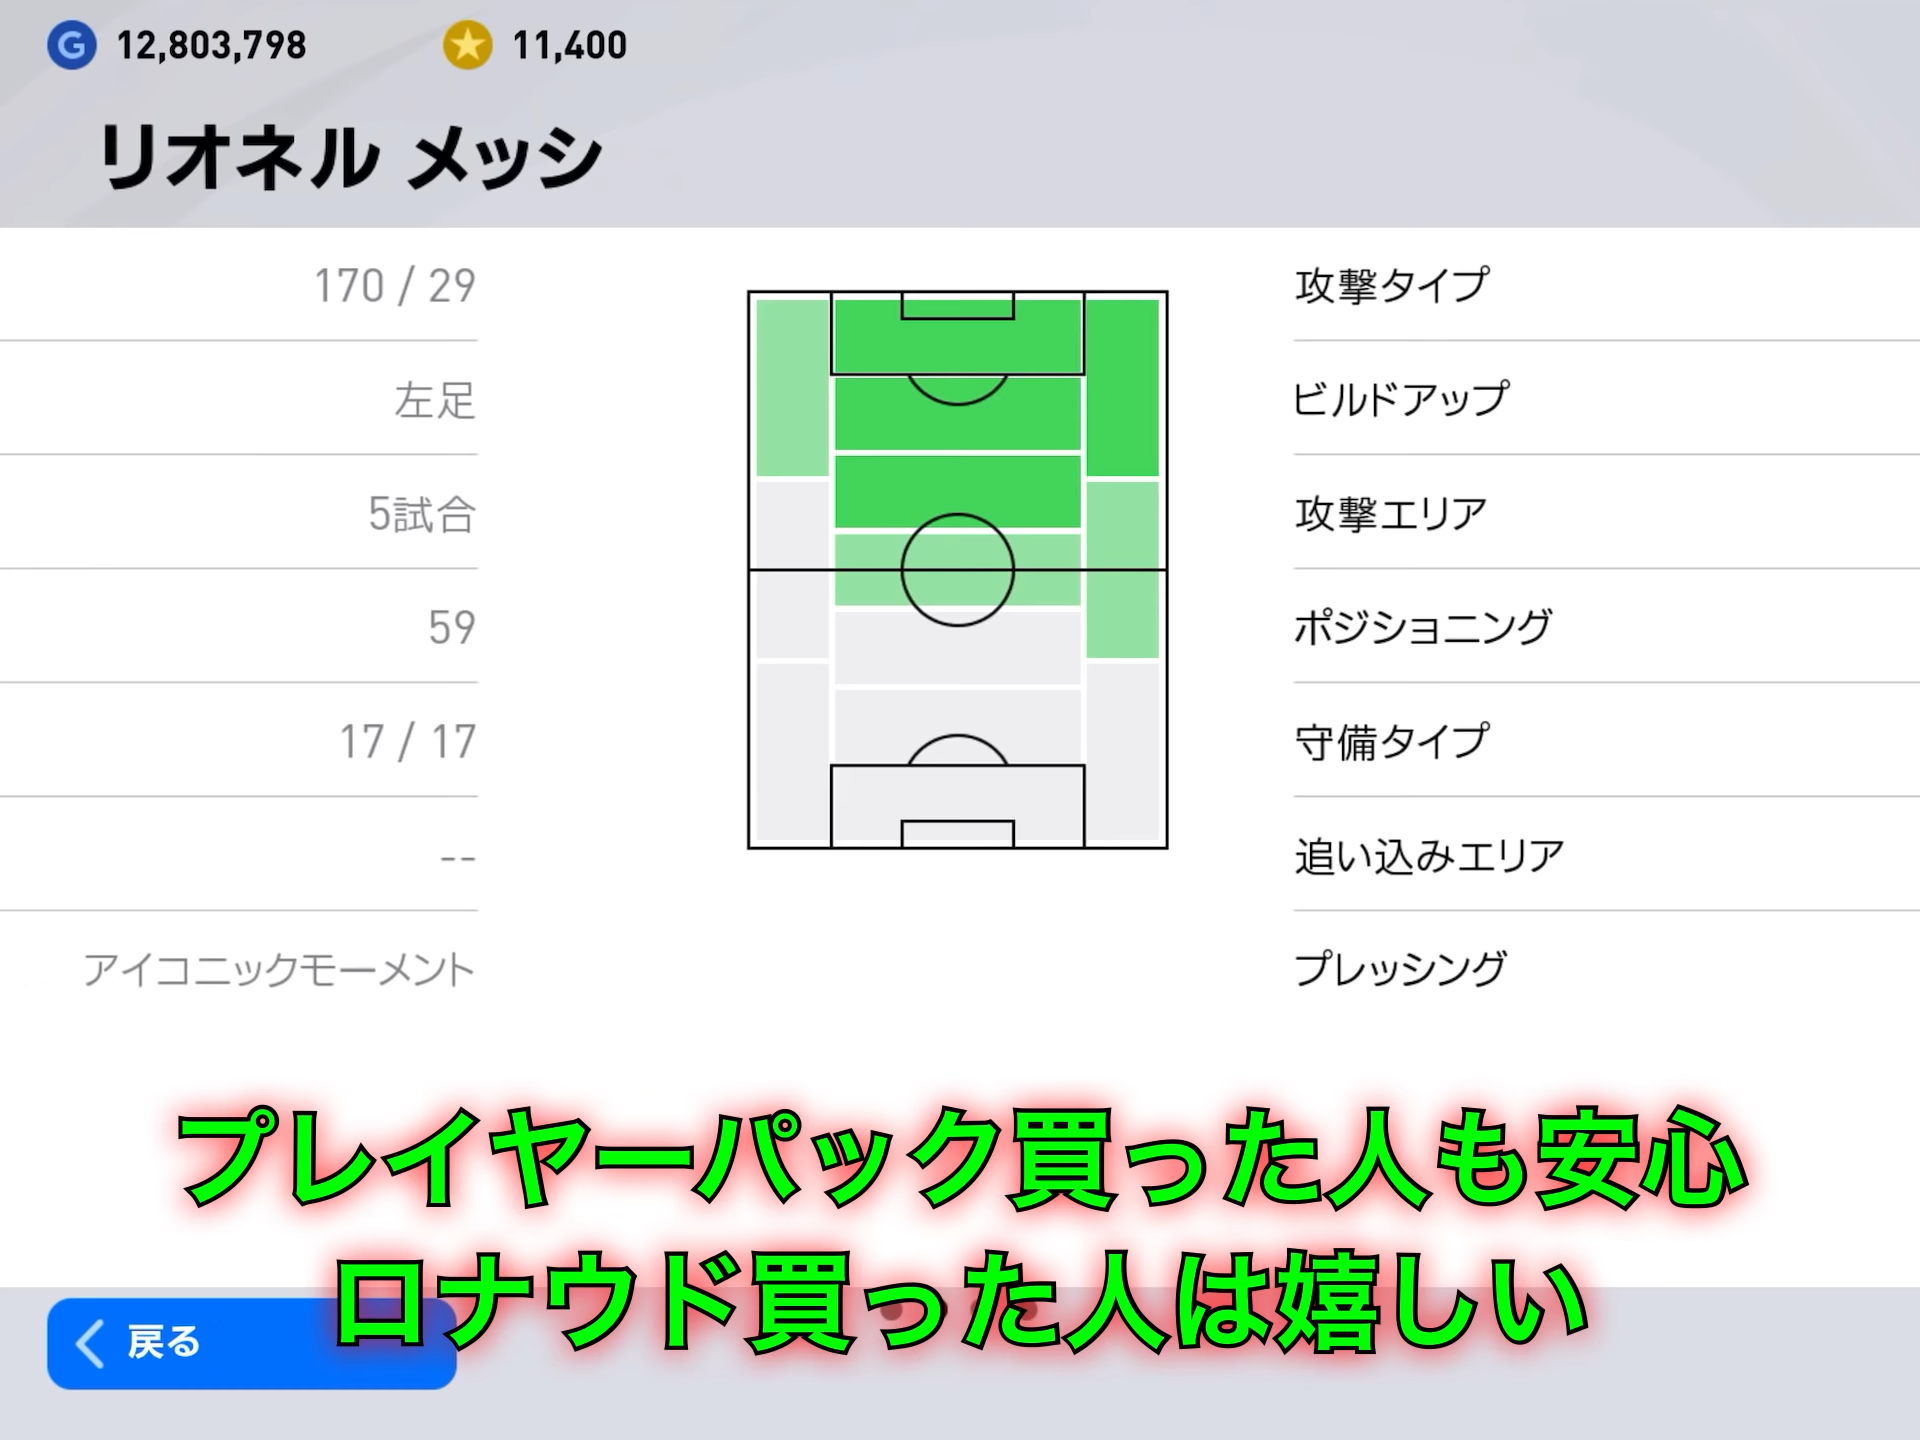 G 12,803,798 11,400
リオネル メッシ
170 / 29
左足
5試合
59
17 / 17
--
アイコニックモーメント
攻撃タイプ
ビルドアップ
攻撃エリア
ポジショニング
守備タイプ
追い込みエリア
プレッシング
プレイヤーパック買った人も安心
ロナウド買った人は嬉しい
戻る